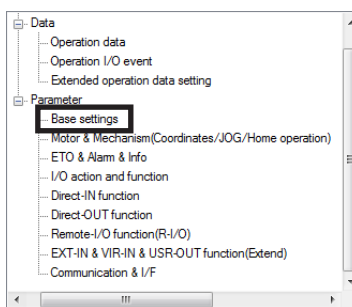 Data
Operation data
Operation I/O event
Extended operation data setting
Parameter
Base settings
Motor & Mechanism(Coordinates/JOG/Home operation)
ETO & Alarm & Info
I/O action and function
Direct-IN function
Direct-OUT function
Remote-I/O function(R-I/O)
EXT-IN & VIR-IN & USR-OUT function(Extend)
Communication & I/F